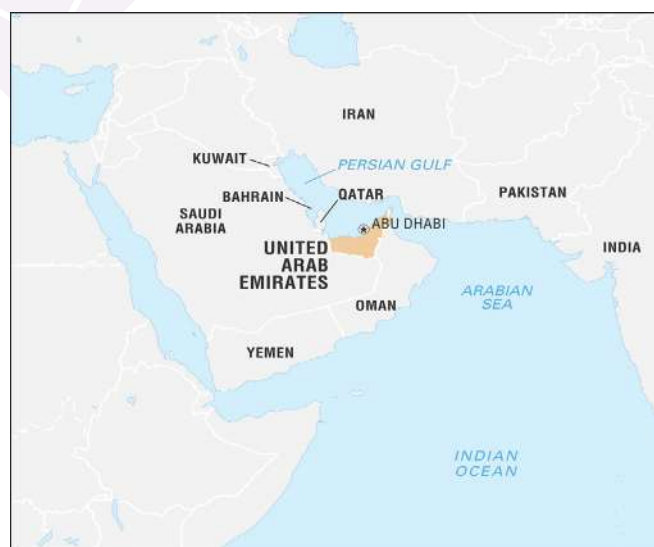 IRAN
KUWAIT
PERSIAN GULF
BAHRAIN
QATAR
PAKISTAN
SAUDI
ARABIA
ABU DHABI
UNITED
ARAB
EMIRATES
INDIA
ARABIAN
SEA
OMAN
YEMEN
INDIAN
OCEAN